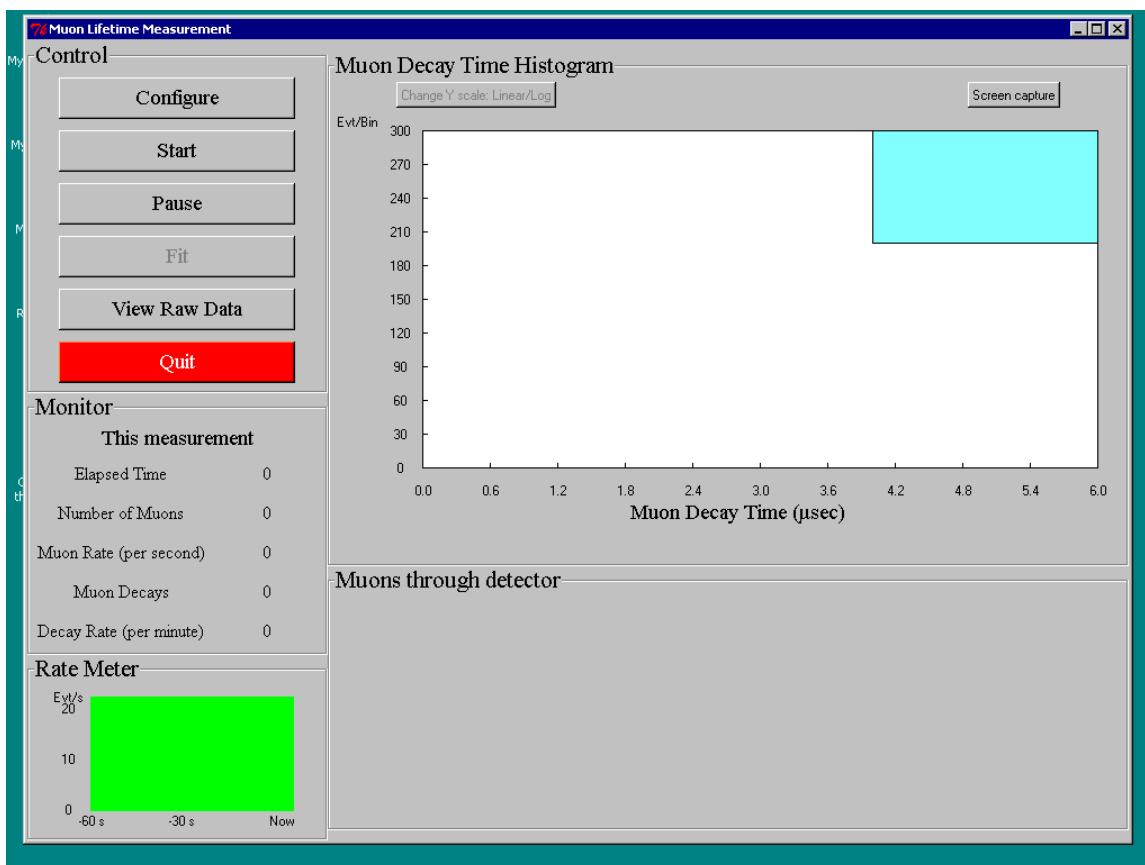 Muon Lifetime Measurement
My
My
M
R
C
th
Control
Configure
Start
Pause
Fit
View Raw Data
Quit
Monitor
This measurement
Elapsed Time 0
Number of Muons 0
Muon Rate (per second) 0
Muon Decays 0
Decay Rate (per minute) 0
Rate Meter
Evt/s
20
10
0
-60 s -30 s Now
Muon Decay Time Histogram
Change Y scale: Linear/Log Screen capture
Evt/Bin
300
270
240
210
180
150
120
90
60
30
0
0.0 0.6 1.2 1.8 2.4 3.0 3.6 4.2 4.8 5.4 6.0
Muon Decay Time (μsec)
Muons through detector